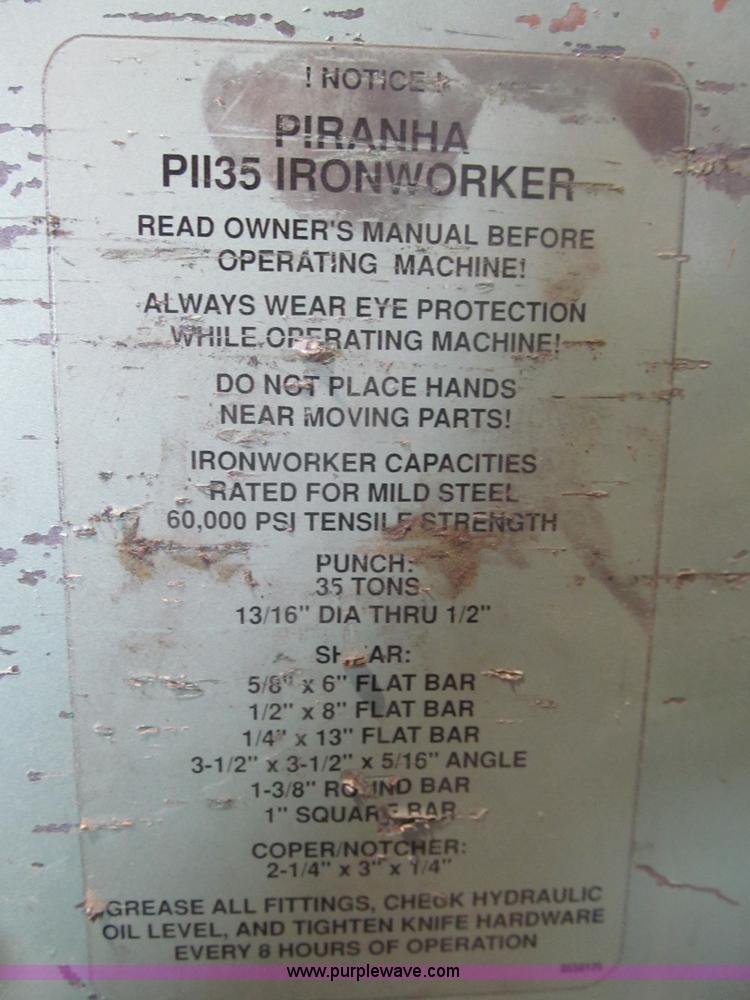 ! NOTICE !
PIRANHA
PII35 IRONWORKER
READ OWNER'S MANUAL BEFORE
OPERATING MACHINE!
ALWAYS WEAR EYE PROTECTION
WHILE OPERATING MACHINE!
DO NOT PLACE HANDS
NEAR MOVING PARTS!
IRONWORKER CAPACITIES
RATED FOR MILD STEEL
60,000 PSI TENSILE STRENGTH
PUNCH:
35 TONS
13/16" DIA THRU 1/2"
SHEAR:
5/8" x 6" FLAT BAR
1/2" x 8" FLAT BAR
1/4" x 13" FLAT BAR
3-1/2" x 3-1/2" x 5/16" ANGLE
1-3/8" ROUND BAR
1" SQUARE BAR
COPER/NOTCHER:
2-1/4" x 3" x 1/4"
GREASE ALL FITTINGS, CHECK HYDRAULIC
OIL LEVEL, AND TIGHTEN KNIFE HARDWARE
EVERY 8 HOURS OF OPERATION
www.purplewave.com